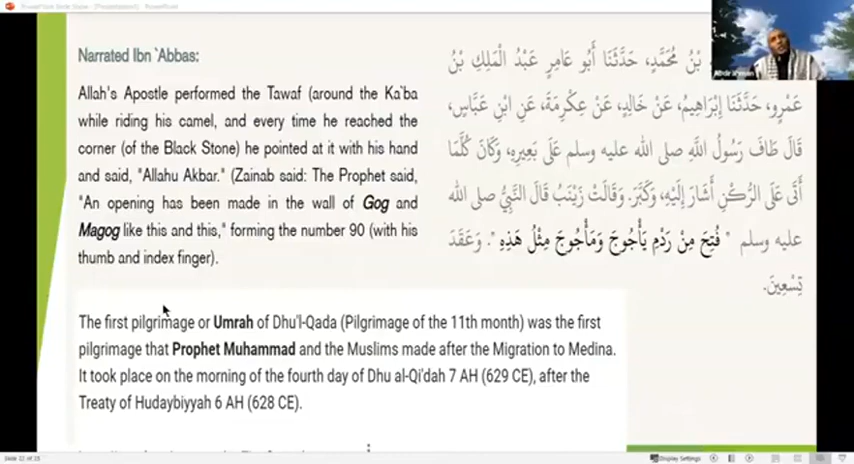 Narrated Ibn `Abbas:
Allah's Apostle performed the Tawaf (around the Ka`ba
while riding his camel, and every time he reached the
corner (of the Black Stone) he pointed at it with his hand
and said, "Allahu Akbar." (Zainab said: The Prophet said,
"An opening has been made in the wall of Gog and
Magog like this and this," forming the number 90 (with his
thumb and index finger).
بْنُ مُحَمَّدٍ، حَدَّثَنَا أَبُو عَامِرٍ عَبْدُ الْمَلِكِ بْنُ
عَمْرٍو، حَدَّثَنَا إِبْرَاهِيمُ، عَنْ خَالِدٍ، عَنْ عِكْرِمَةَ، عَنِ ابْنِ عَبَّاسٍ،
قَالَ طَافَ رَسُولُ اللَّهِ صلى الله عليه وسلم عَلَى بَعِيرِهِ، وَكَانَ كُلَّمَا
أَتَى عَلَى الرُّكْنِ أَشَارَ إِلَيْهِ، وَكَبَّرَ. وَقَالَتْ زَيْنَبُ قَالَ النَّبِيُّ صلى الله
عليه وسلم " فُتِحَ مِنْ رَدْمِ يَأْجُوجَ وَمَأْجُوجَ مِثْلُ هَذِهِ ". وَعَقَدَ
تِسْعِينَ.
The first pilgrimage or Umrah of Dhu'l-Qada (Pilgrimage of the 11th month) was the first
pilgrimage that Prophet Muhammad and the Muslims made after the Migration to Medina.
It took place on the morning of the fourth day of Dhu al-Qi'dah 7 AH (629 CE), after the
Treaty of Hudaybiyyah 6 AH (628 CE).
Display Settings